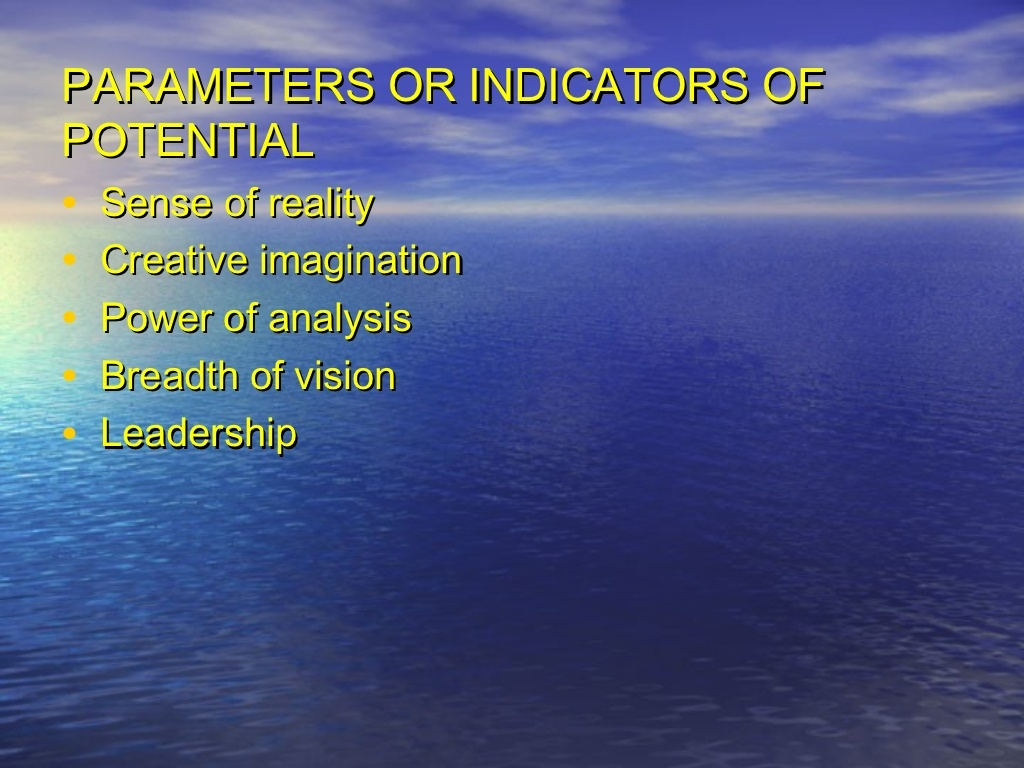 PARAMETERS OR INDICATORS OF
POTENTIAL
• Sense of reality
• Creative imagination
• Power of analysis
• Breadth of vision
• Leadership